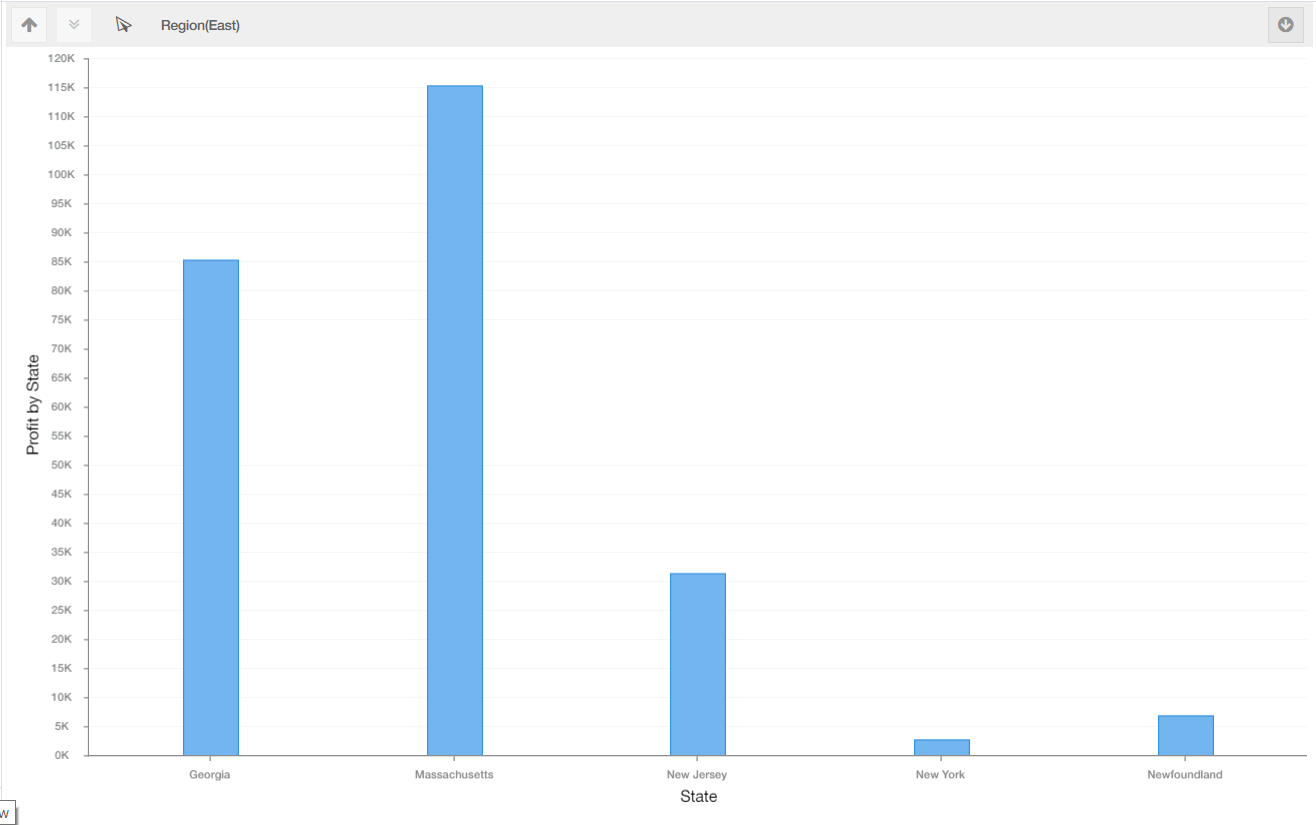 Region(East)
120K
115K
110K
105K
100K
95K
90K
85K
80K
75K
70K
65K
60K
55K
50K
45K
40K
35K
30K
25K
20K
15K
10K
5K
0K
Profit by State
Georgia Massachusetts New Jersey New York Newfoundland
State
w